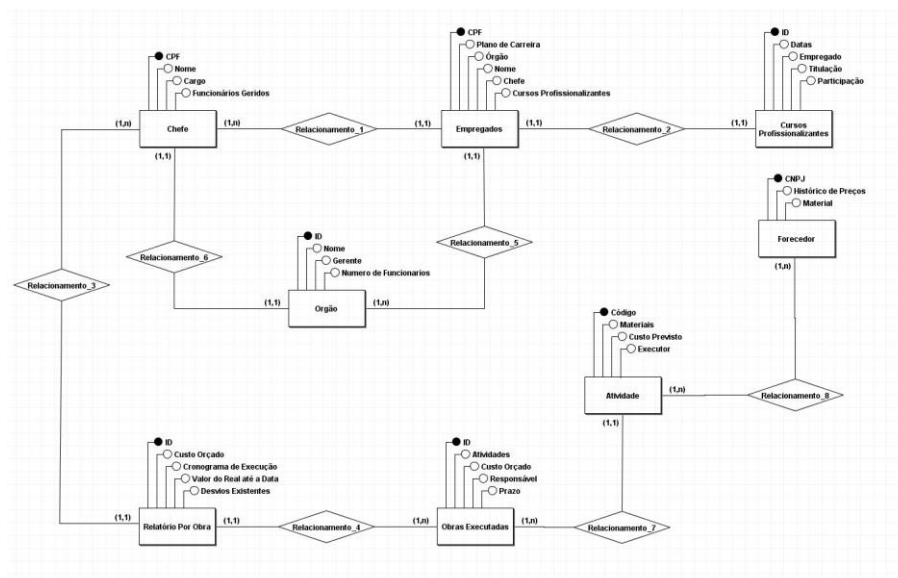 CPF
Nome
Cargo
Funcionários Geridos
(1,n)
Chefe
(1,n)
(1,1)
Relacionamento_1
CPF
Plano de Carreira
Órgão
Nome
Chefe
Cursos Profissionalizantes
(1,1)
Empregados
(1,1)
Relacionamento_2
ID
Datas
Empregado
Titulação
Participação
(1,1)
Cursos
Profissionalizantes
CNPJ
Histórico de Preços
Material
Forecedor
(1,n)
Relacionamento_5
Relacionamento_6
ID
Nome
Gerente
Numero de Funcionarios
(1,1)
Orgão
(1,n)
Relacionamento_3
Código
Materiais
Custo Previsto
Executor
Atividade
(1,n)
(1,1)
Relacionamento_8
ID
Custo Orçado
Cronograma de Execução
Valor do Real até a Data
Desvios Existentes
(1,1)
Relatório Por Obra
(1,1)
Relacionamento_4
ID
Atividades
Custo Orçado
Responsável
Prazo
(1,n)
Obras Executadas
(1,n)
Relacionamento_7
(1,1)